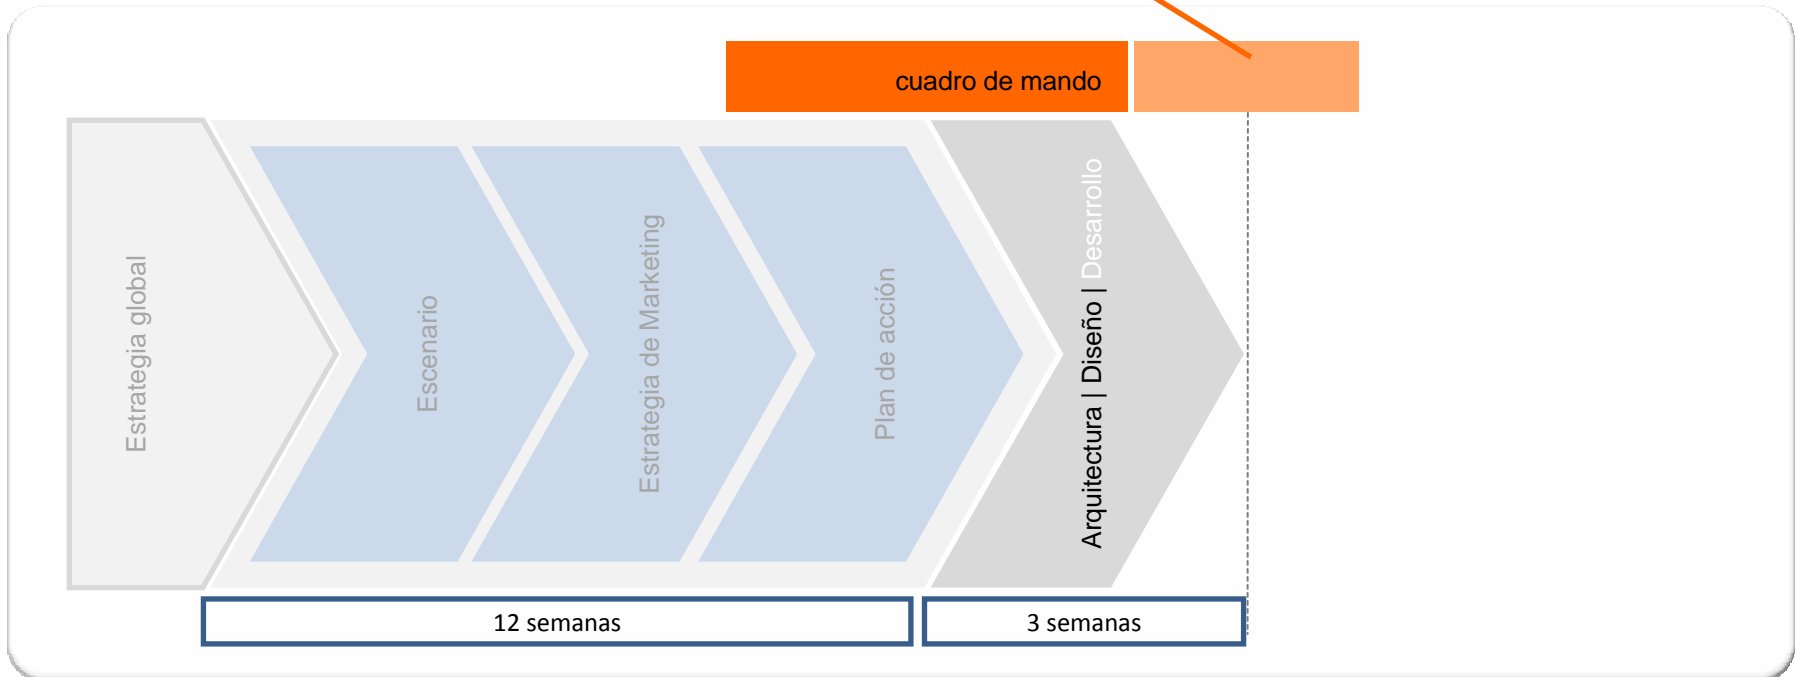 cuadro de mando
Estrategia global
Escenario
Estrategia de Marketing
Plan de acción
Arquitectura | Diseño | Desarrollo
12 semanas
3 semanas